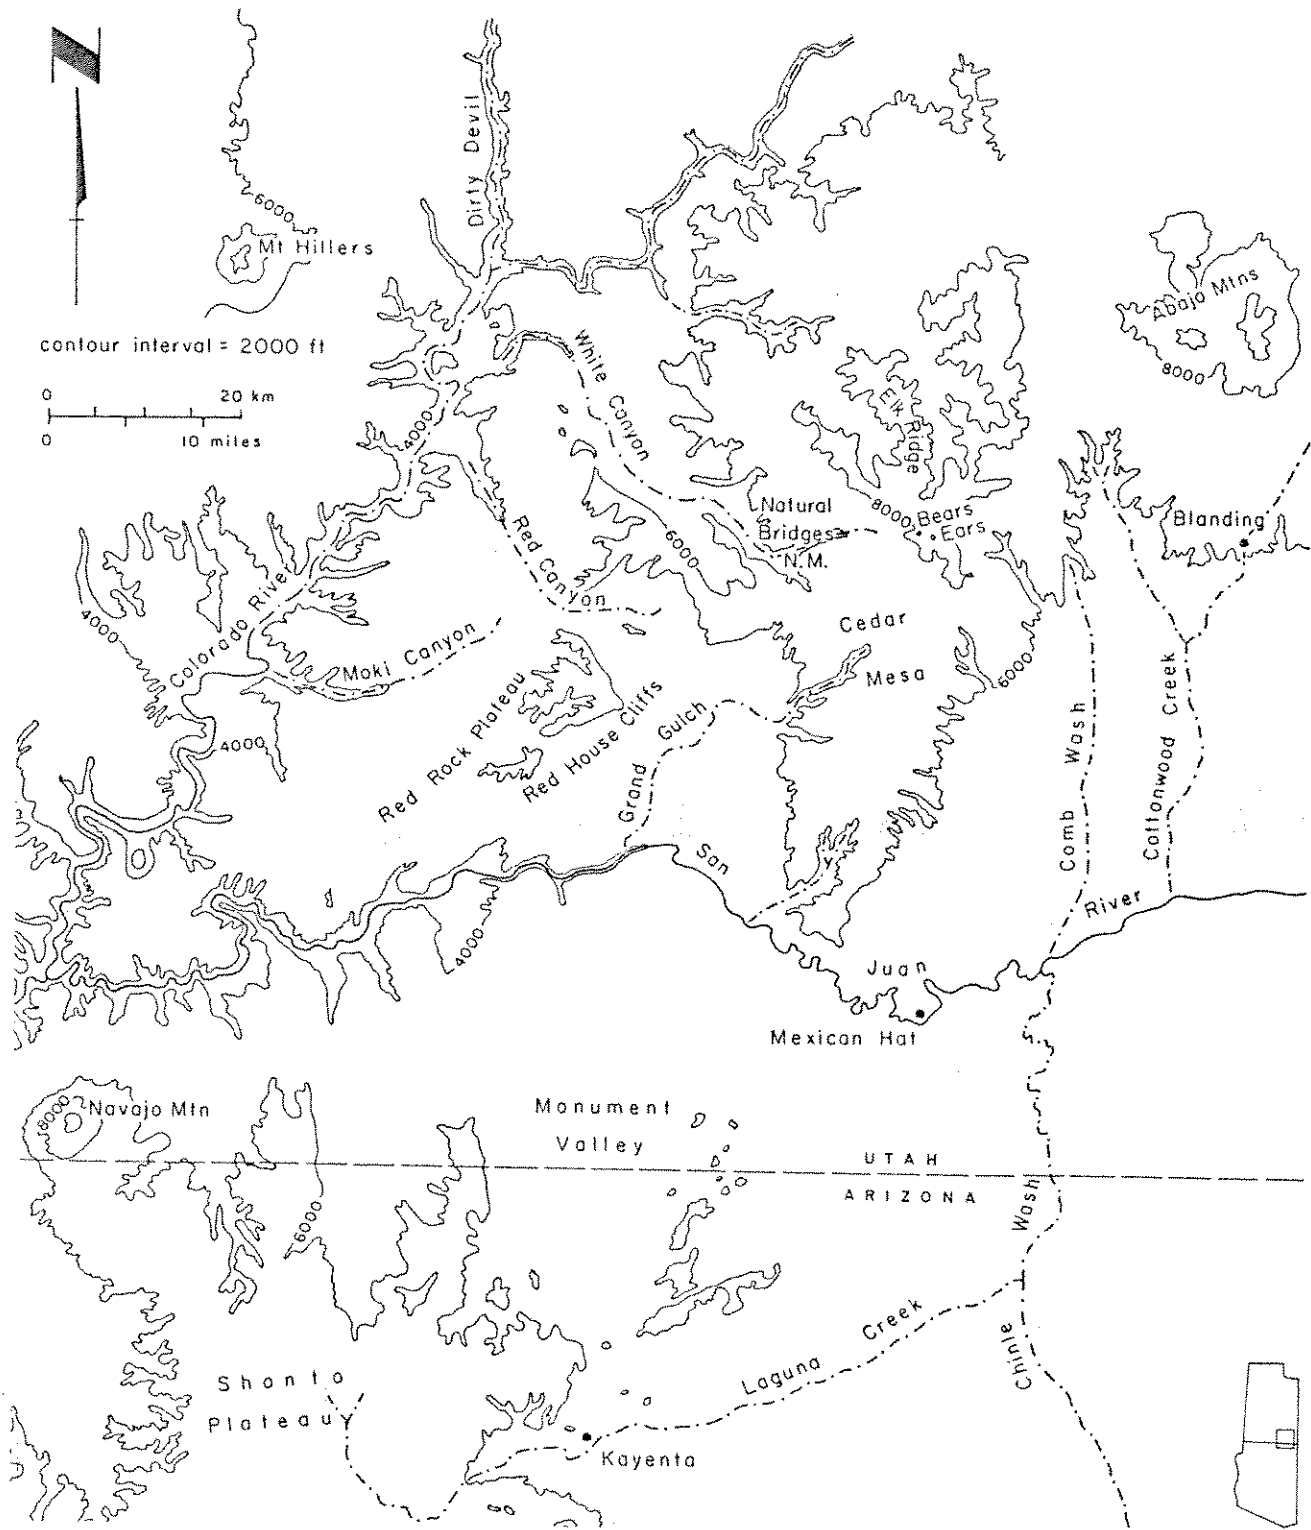 N
Dirty Devil
6000
Mt Hillers
Abajo Mtns
contour interval = 2000 ft
8000
0 20 km
0 10 miles
White Canyon
4000
Elk Ridge
8000
Natural
Bridges
N.M.
Bears
Ears
Blanding
Red Canyon
6000
4000
Colorado River
Moki Canyon
Cedar
Mesa
6000
4000
Red Rock Plateau
Red House Cliffs
Grand Gulch
Comb Wash
Cottonwood Creek
San
Juan
River
4000
Mexican Hat
8000
Navajo Mtn
Monument
Valley
UTAH
ARIZONA
6000
Wash
Chinle
Laguna Creek
Shonto
Plateau
Kayenta